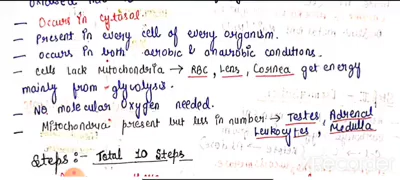 — Occurs in cytosol.
— Present in every cell of every organism.
— occurs in both aerobic & anaerobic conditions.
— Cells lack mitochondria → RBC, Lens, Cornea get energy
mainly from glycolysis.
— No molecular oxygen needed.
— Mitochondria present but less in number → Testes, Adrenal
Leukocytes, Medulla
Steps:- Total 10 Steps